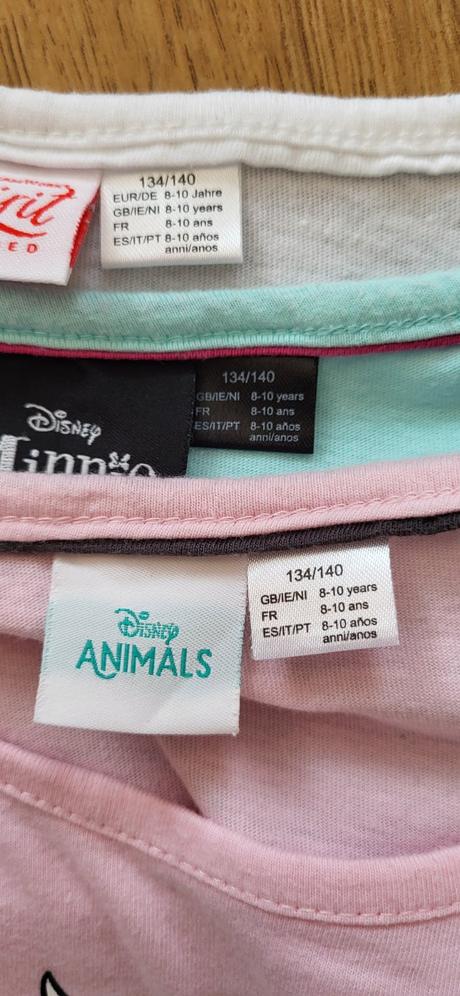 134/140
EUR/DE 8-10 Jahre
GB/IE/NI 8-10 years
FR 8-10 ans
ES/IT/PT 8-10 años
anni/anos
134/140
GB/IE/NI 8-10 years
FR 8-10 ans
ES/IT/PT 8-10 años
anni/anos
Disney
134/140
GB/IE/NI 8-10 years
FR 8-10 ans
ES/IT/PT 8-10 años
anni/anos
Disney
ANIMALS